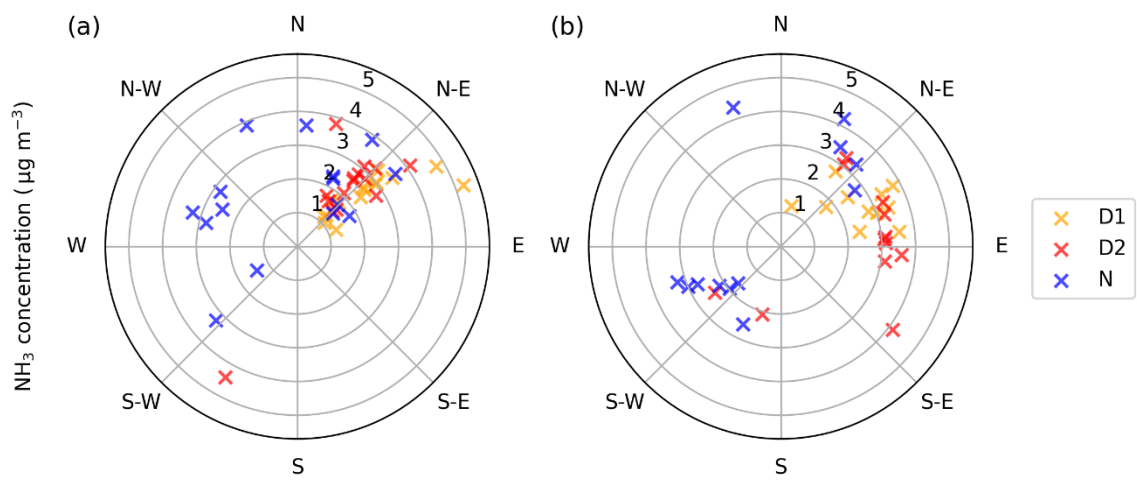 (a)
N
N-W
N-E
W
E
S-W
S-E
S
1
2
3
4
5
NH₃ concentration (µg m⁻³)
(b)
N
N-W
N-E
W
E
S-W
S-E
S
1
2
3
4
5
D1
D2
N